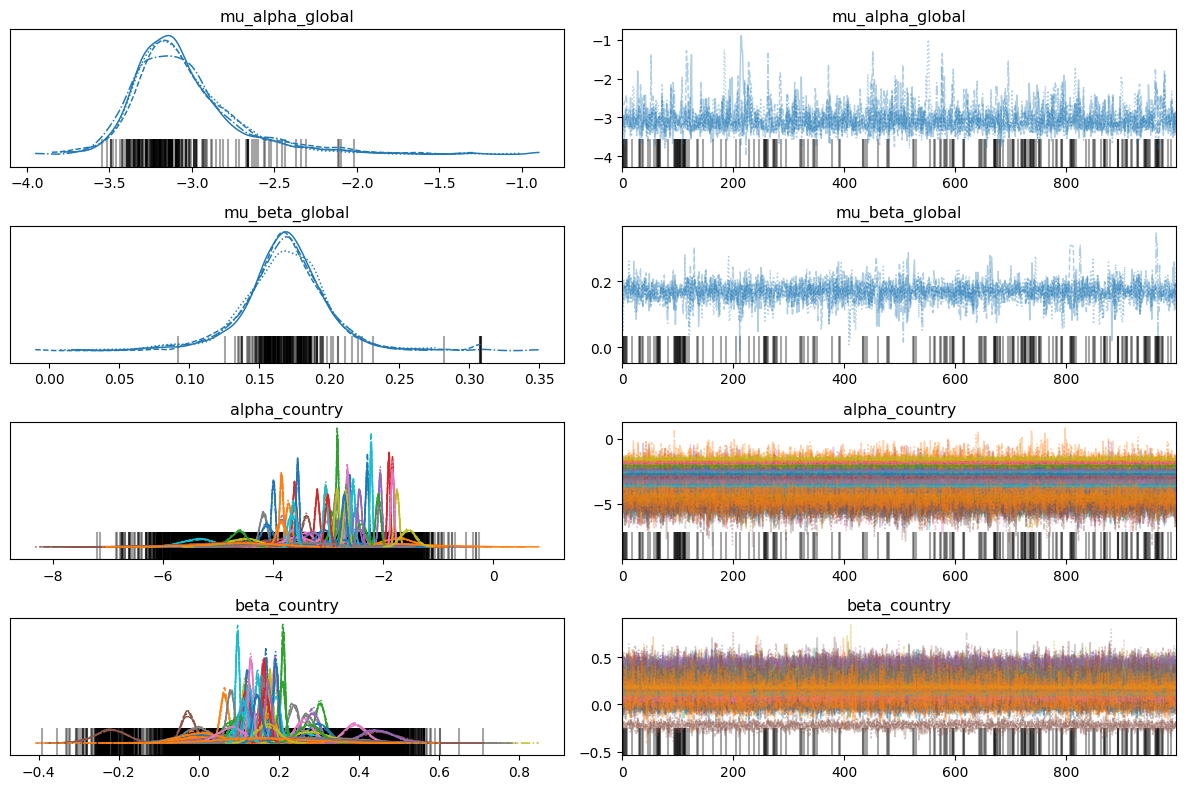 mu_alpha_global mu_alpha_global
−1
−2
−3
−4
−4.0 −3.5 −3.0 −2.5 −2.0 −1.5 −1.0 0 200 400 600 800
mu_beta_global mu_beta_global
0.2
0.0
0.00 0.05 0.10 0.15 0.20 0.25 0.30 0.35 0 200 400 600 800
alpha_country alpha_country
0
−5
−8 −6 −4 −2 0 0 200 400 600 800
beta_country beta_country
0.5
0.0
−0.5
−0.4 −0.2 0.0 0.2 0.4 0.6 0.8 0 200 400 600 800